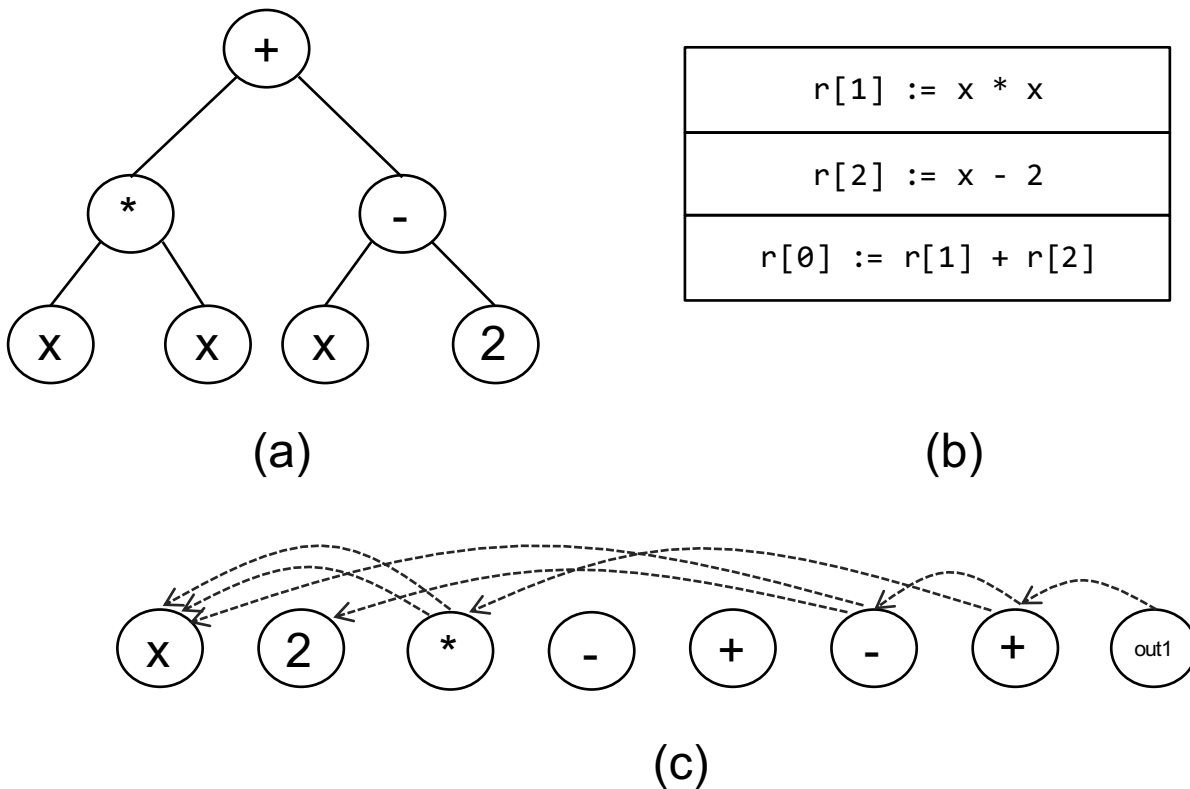 +
* -
x x x 2
(a)
r[1] := x * x
r[2] := x - 2
r[0] := r[1] + r[2]
(b)
x 2 * - + - + out1
(c)